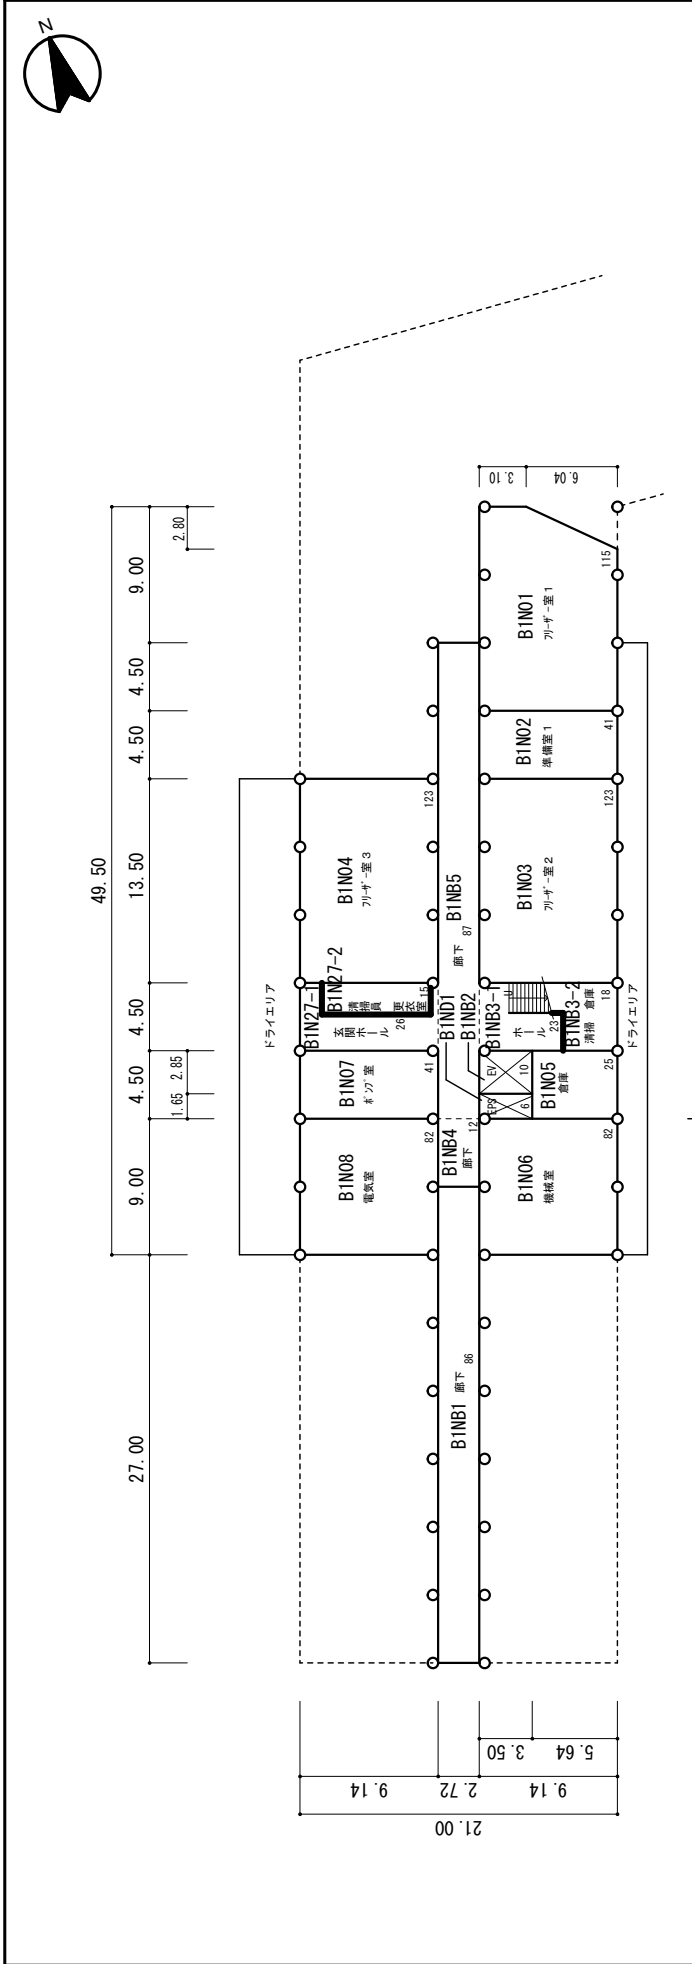 N
3.10
6.04
2.80
9.00
115
B1N01
ﾌﾘｰｻﾞｰ室1
4.50
4.50
B1N02
準備室1
41
123
123
49.50
13.50
B1N04
ﾌﾘｰｻﾞｰ室3
B1NB5
廊下
87
B1N03
ﾌﾘｰｻﾞｰ室2
ドライエリア
4.50
B1N27-1
B1N27-2
清掃員
更衣室
15
玄関ホール
26
B1ND1
B1NB2
B1NB3-1
ホール
23
U
B1NB3-2
清掃
倉庫
18
ドライエリア
4.50
2.85
1.65
B1N07
ﾎﾟﾝﾌﾟ室
41
EV
10
EPS
6
B1N05
倉庫
25
9.00
82
B1N08
電気室
12
B1NB4
廊下
82
B1N06
機械室
27.00
B1NB1
廊下
86
3.50
5.64
9.14
2.72
9.14
21.00